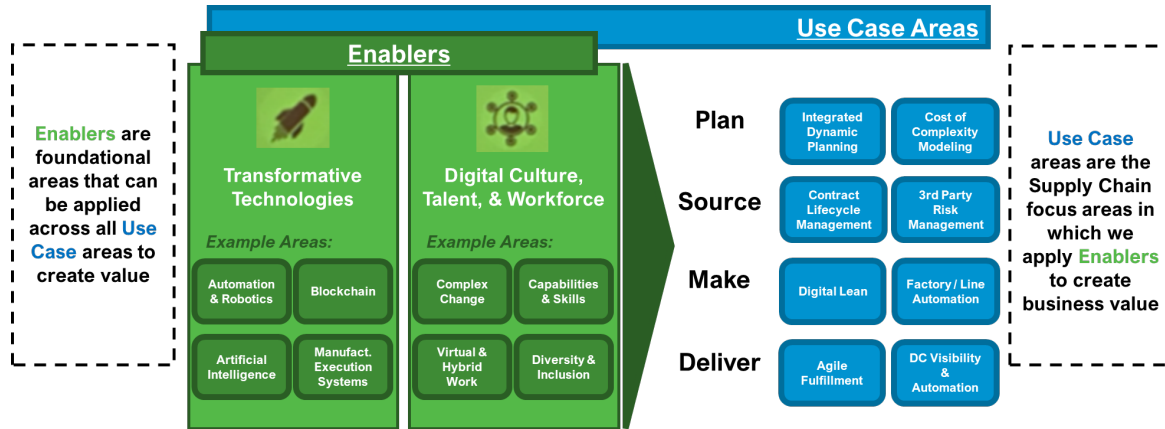 Use Case Areas
Enablers
Enablers are
foundational
areas that can
be applied
across all Use
Case areas to
create value
Transformative
Technologies
Example Areas:
Automation
& Robotics
Blockchain
Artificial
Intelligence
Manufact.
Execution
Systems
Digital Culture,
Talent, & Workforce
Example Areas:
Complex
Change
Capabilities
& Skills
Virtual &
Hybrid
Work
Diversity &
Inclusion
Plan
Integrated
Dynamic
Planning
Cost of
Complexity
Modeling
Source
Contract
Lifecycle
Management
3rd Party
Risk
Management
Make
Digital Lean
Factory / Line
Automation
Deliver
Agile
Fulfillment
DC Visibility
&
Automation
Use Case
areas are the
Supply Chain
focus areas in
which we
apply Enablers
to create
business value